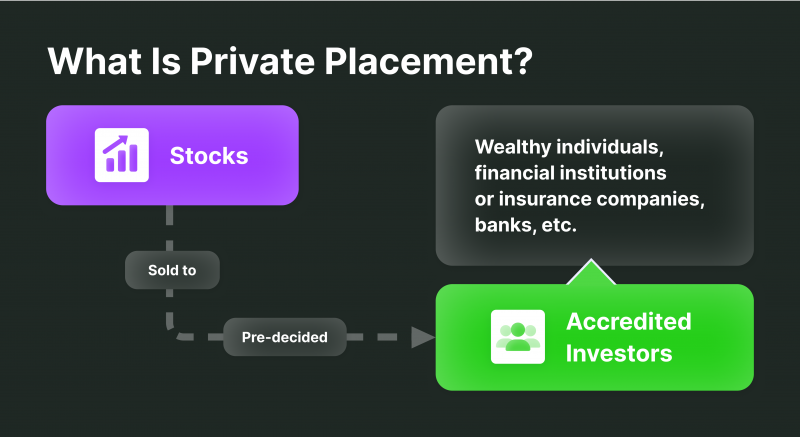 What Is Private Placement?
Stocks
Sold to
Pre-decided
Wealthy individuals,
financial institutions
or insurance companies,
banks, etc.
Accredited
Investors